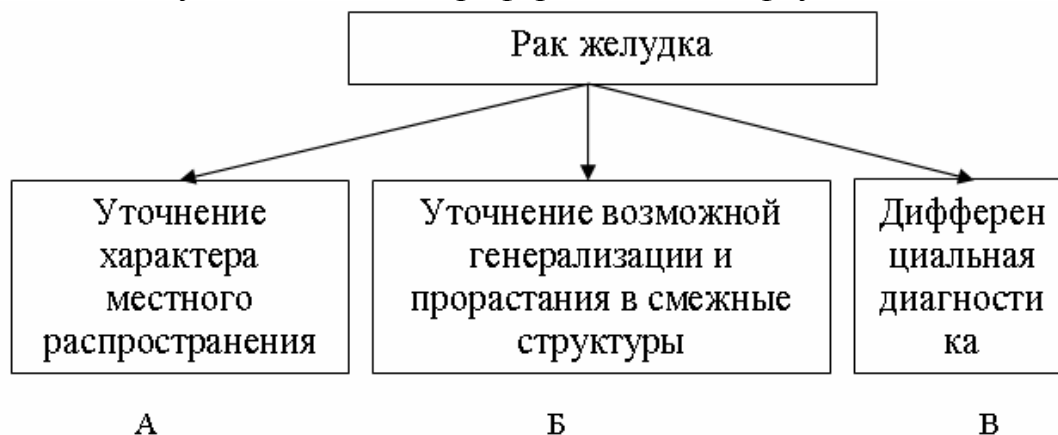 Рак желудка
Уточнение
характера
местного
распространения
Уточнение возможной
генерализации и
прорастания в смежные
структуры
Дифферен
циальная
диагности
ка
А
Б
В